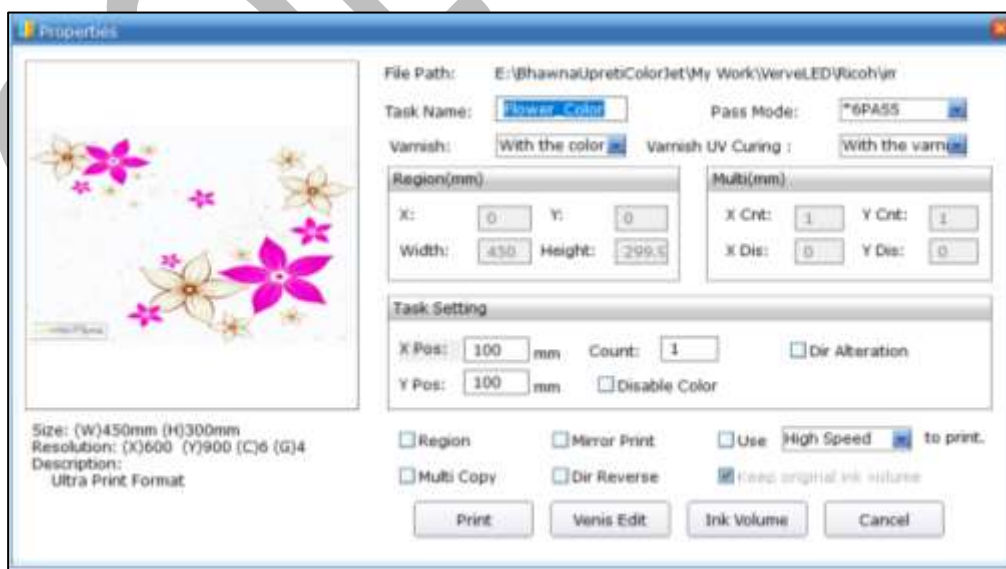 Properties
File Path: E:\BhawnaUpretiColorJet\My Work\VerveLED\Ricoh\im
Task Name: Flower_Color Pass Mode: *6PASS
Varnish: With the color Varnish UV Curing : With the varni
Region(mm) Multi(mm)
X: 0 Y: 0 X Cnt: 1 Y Cnt: 1
Width: 450 Height: 299.9 X Dis: 0 Y Dis: 0
Task Setting
X Pos: 100 mm Count: 1 Dir Alteration
Y Pos: 100 mm Disable Color
Size: (W)450mm (H)300mm
Resolution: (X)600 (Y)900 (C)6 (G)4
Description:
Ultra Print Format
Region Mirror Print Use High Speed to print.
Multi Copy Dir Reverse Keep original ink volume
Print Venis Edit Ink Volume Cancel